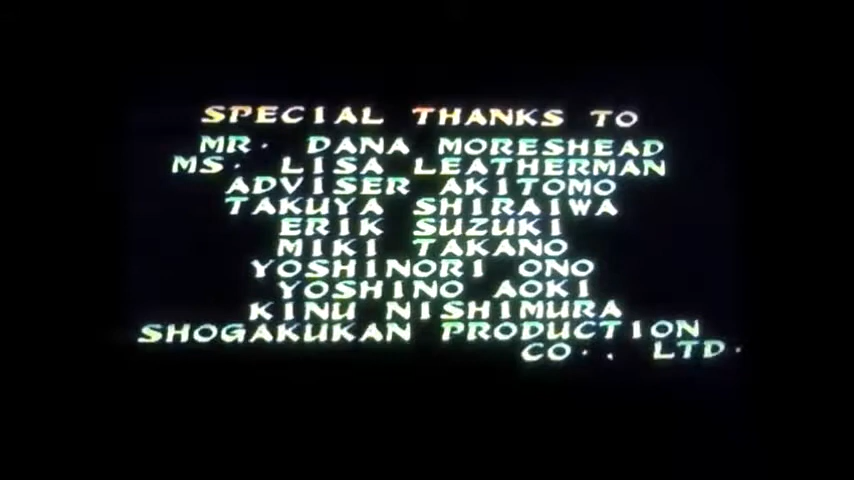 SPECIAL THANKS TO
MR. DANA MORESHEAD
MS. LISA LEATHERMAN
ADVISER AKITOMO
TAKUYA SHIRAIWA
ERIK SUZUKI
MIKI TAKANO
YOSHINORI ONO
YOSHINO AOKI
KINU NISHIMURA
SHOGAKUKAN PRODUCTION
CO., LTD.